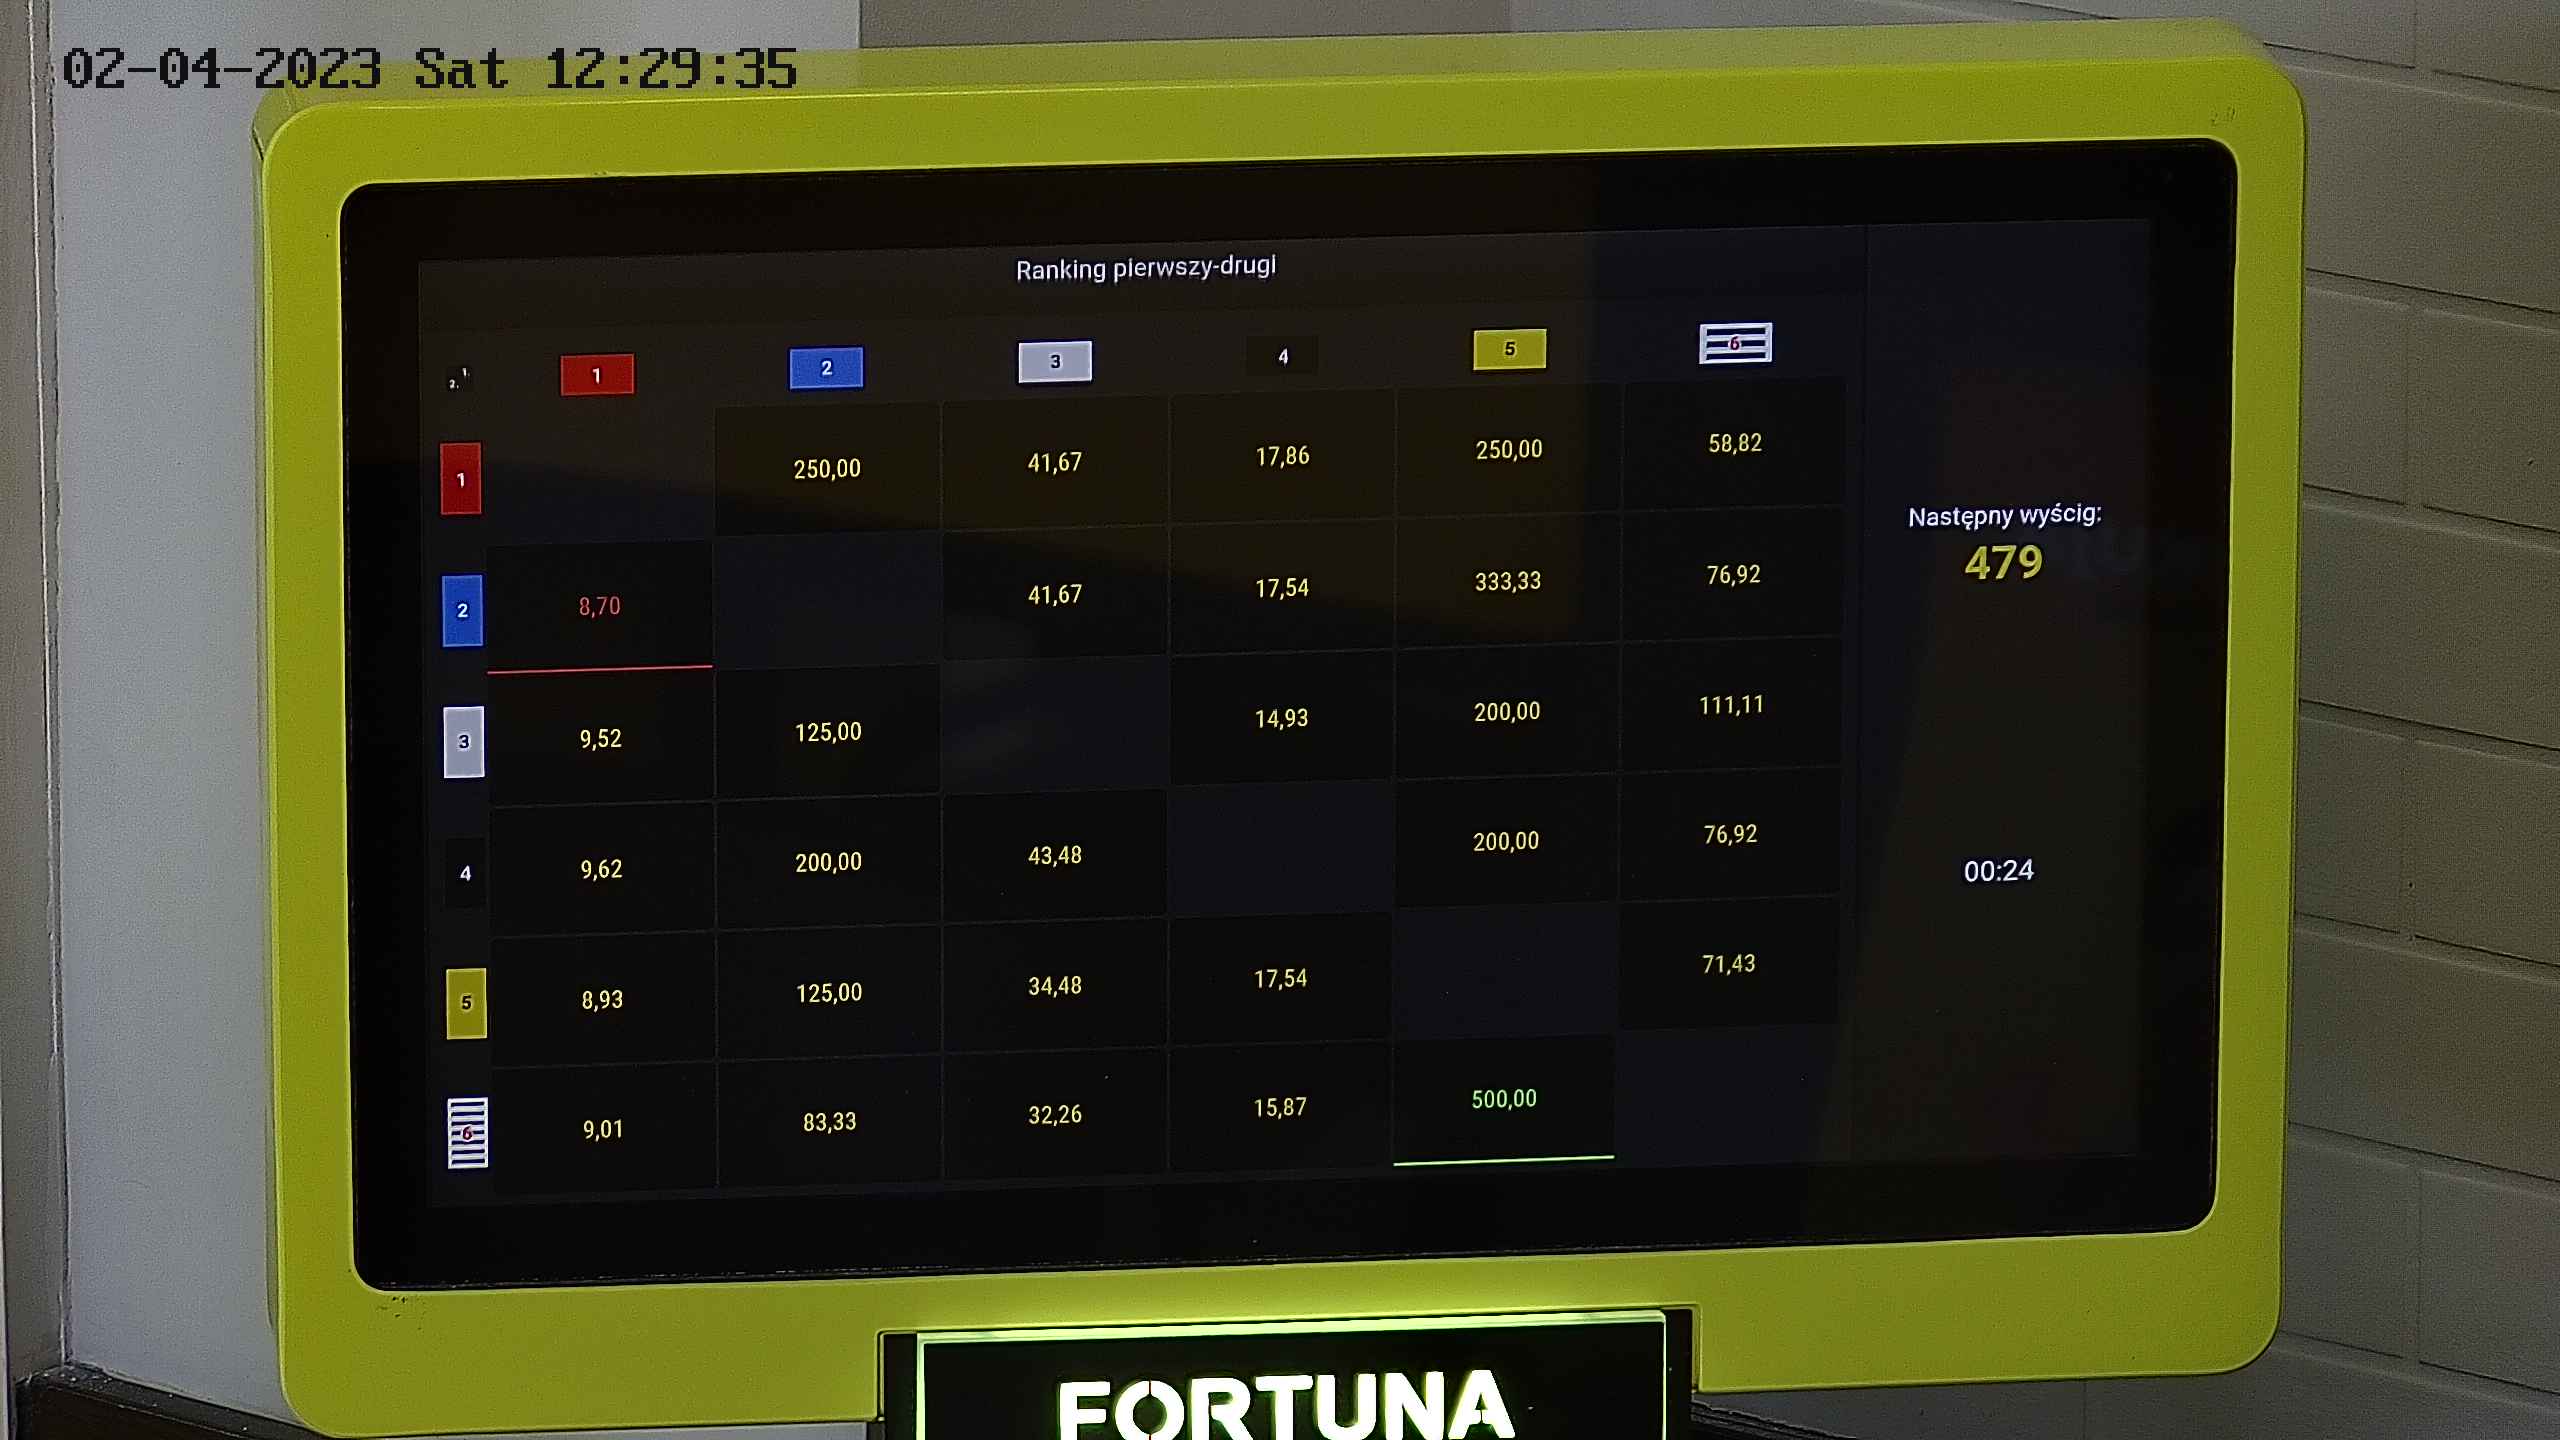 02-04-2023 Sat 12:29:35
Ranking pierwszy-drugi
2. 1. 1 2 3 4 5 6
1 250,00 41,67 17,86 250,00 58,82
2 8,70 41,67 17,54 333,33 76,92
3 9,52 125,00 14,93 200,00 111,11
4 9,62 200,00 43,48 200,00 76,92
5 8,93 125,00 34,48 17,54 71,43
6 9,01 83,33 32,26 15,87 500,00
Następny wyścig:
479
00:24
FORTUNA